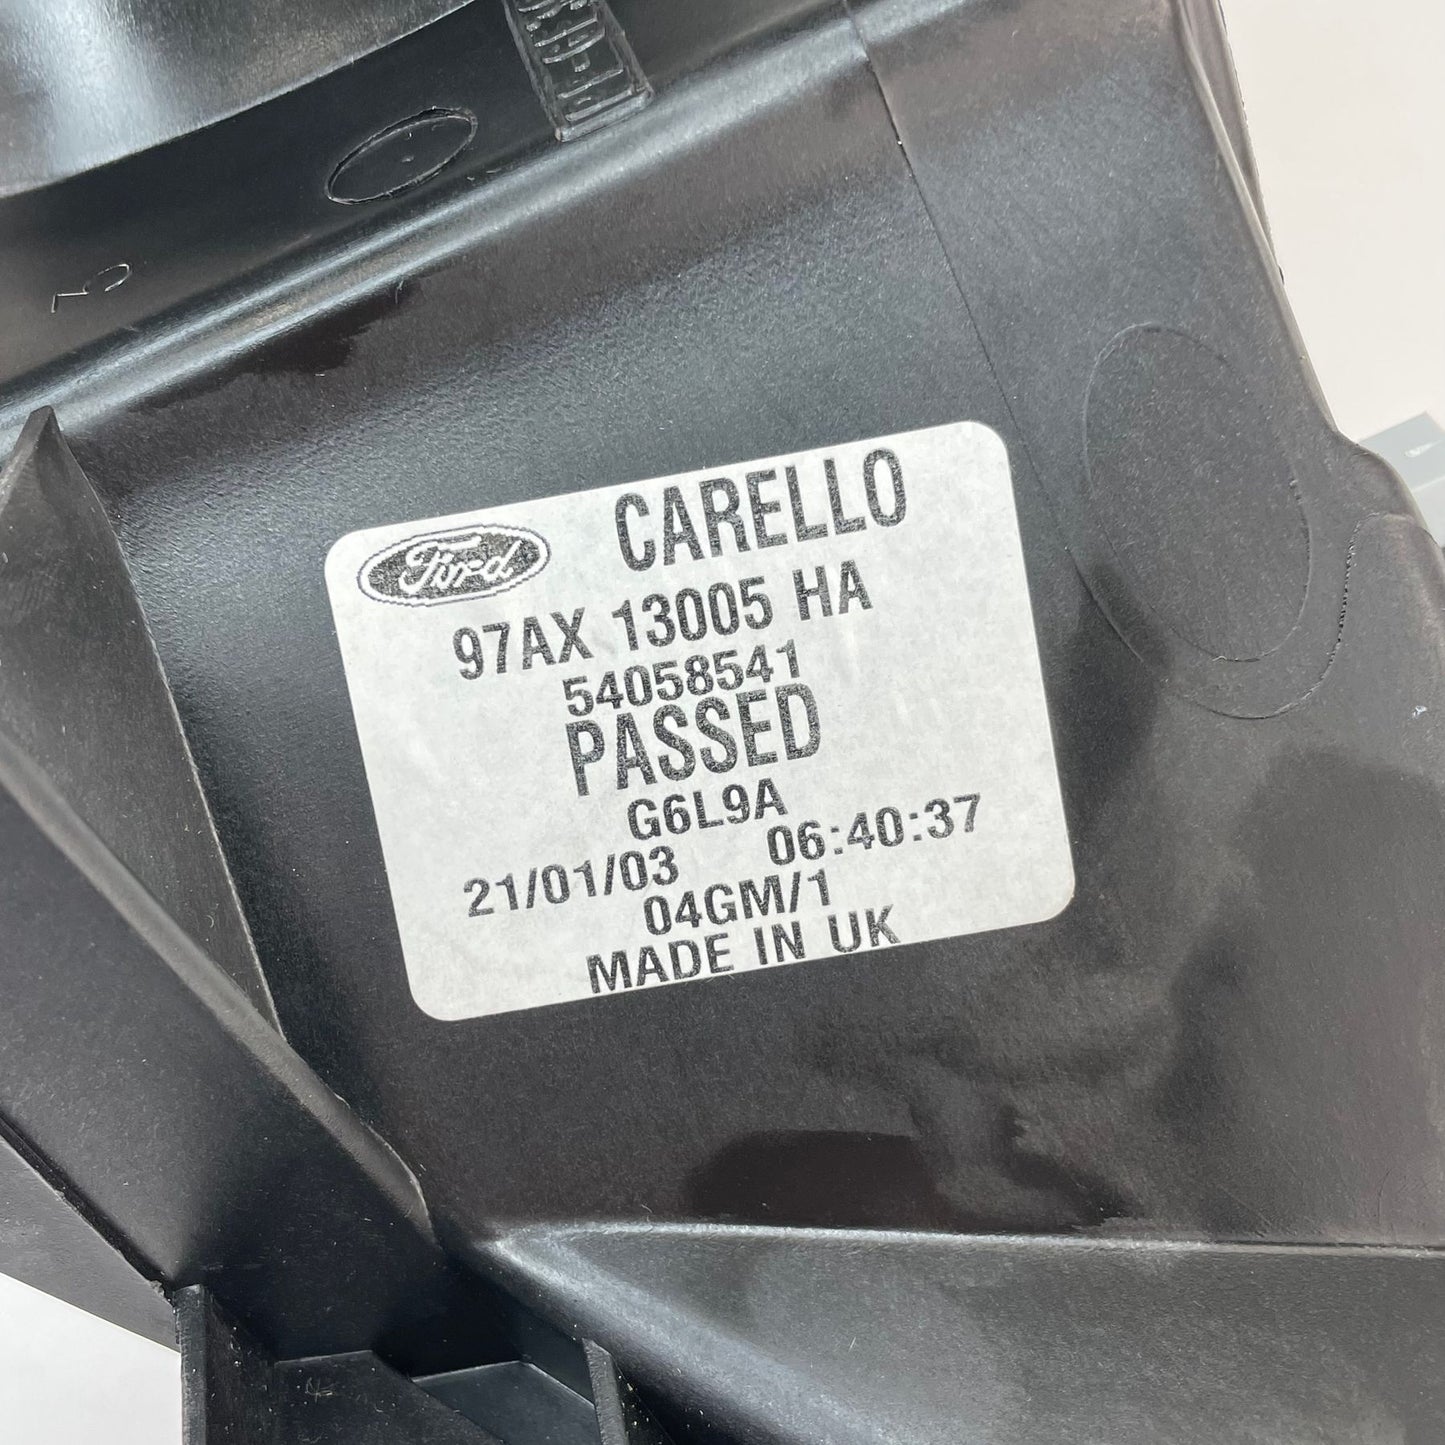 Ford CARELLO
97AX 13005 HA
54058541
PASSED
G6L9A
21/01/03 06:40:37
04GM/1
MADE IN UK